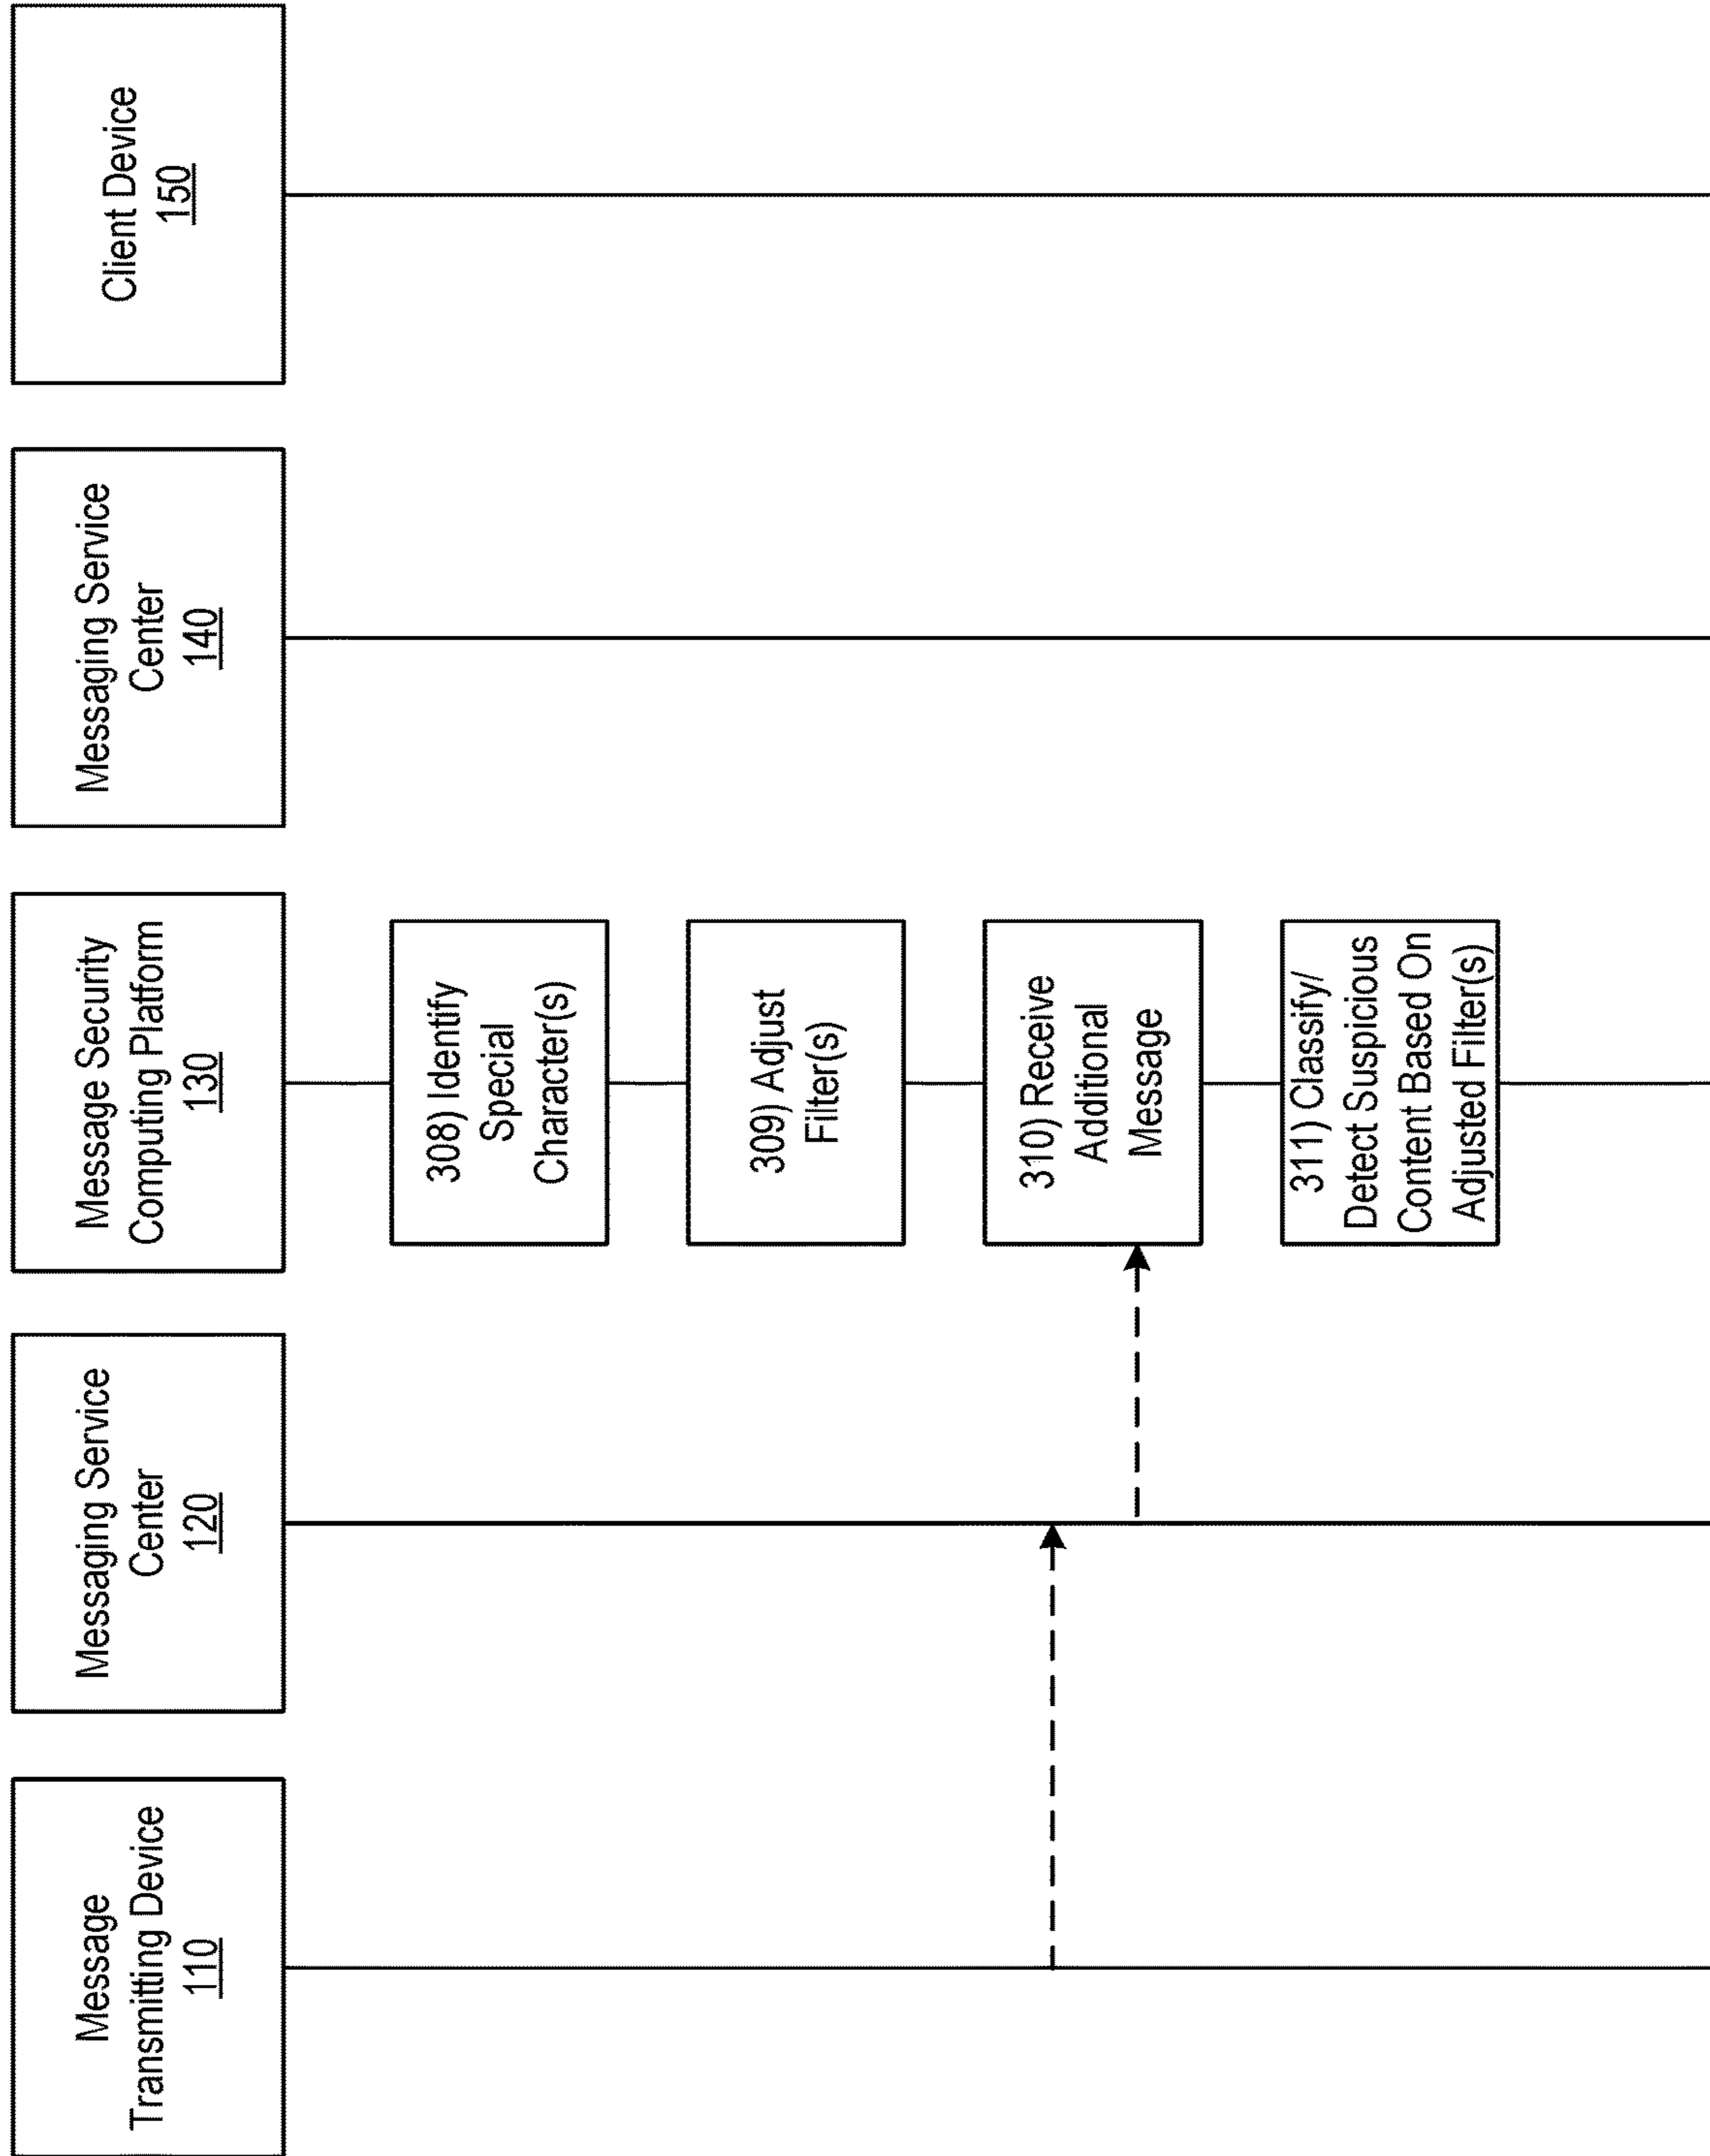 Message
Transmitting Device
110
Messaging Service
Center
120
Message Security
Computing Platform
130
Messaging Service
Center
140
Client Device
150
308) Identify
Special
Character(s)
309) Adjust
Filter(s)
310) Receive
Additional
Message
311) Classify/
Detect Suspicious
Content Based On
Adjusted Filter(s)